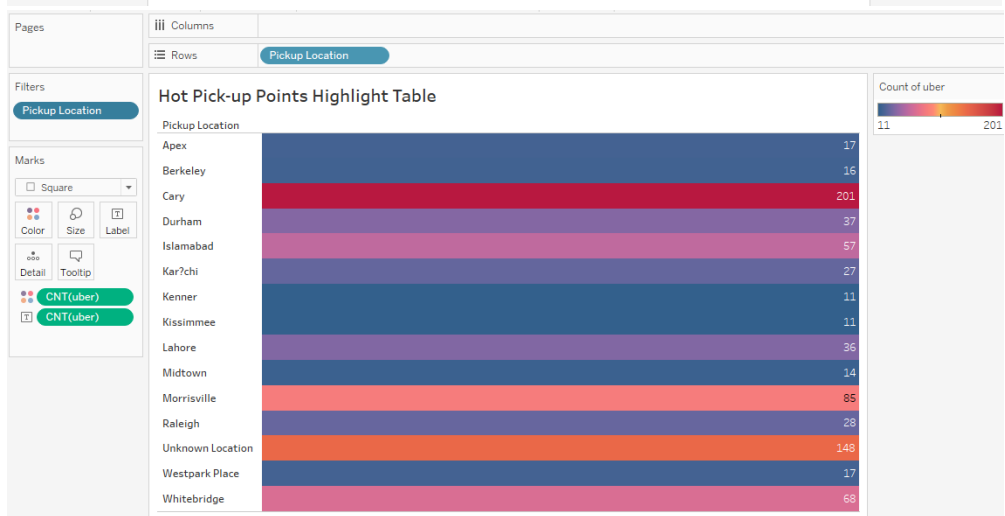 Pages
Columns
Rows
Pickup Location
Filters
Pickup Location
Marks
Square
Color
Size
Label
Detail
Tooltip
CNT(uber)
CNT(uber)
Hot Pick-up Points Highlight Table
Pickup Location
Apex 17
Berkeley 16
Cary 201
Durham 37
Islamabad 57
Kar?chi 27
Kenner 11
Kissimmee 11
Lahore 36
Midtown 14
Morrisville 85
Raleigh 28
Unknown Location 148
Westpark Place 17
Whitebridge 68
Count of uber
11 201